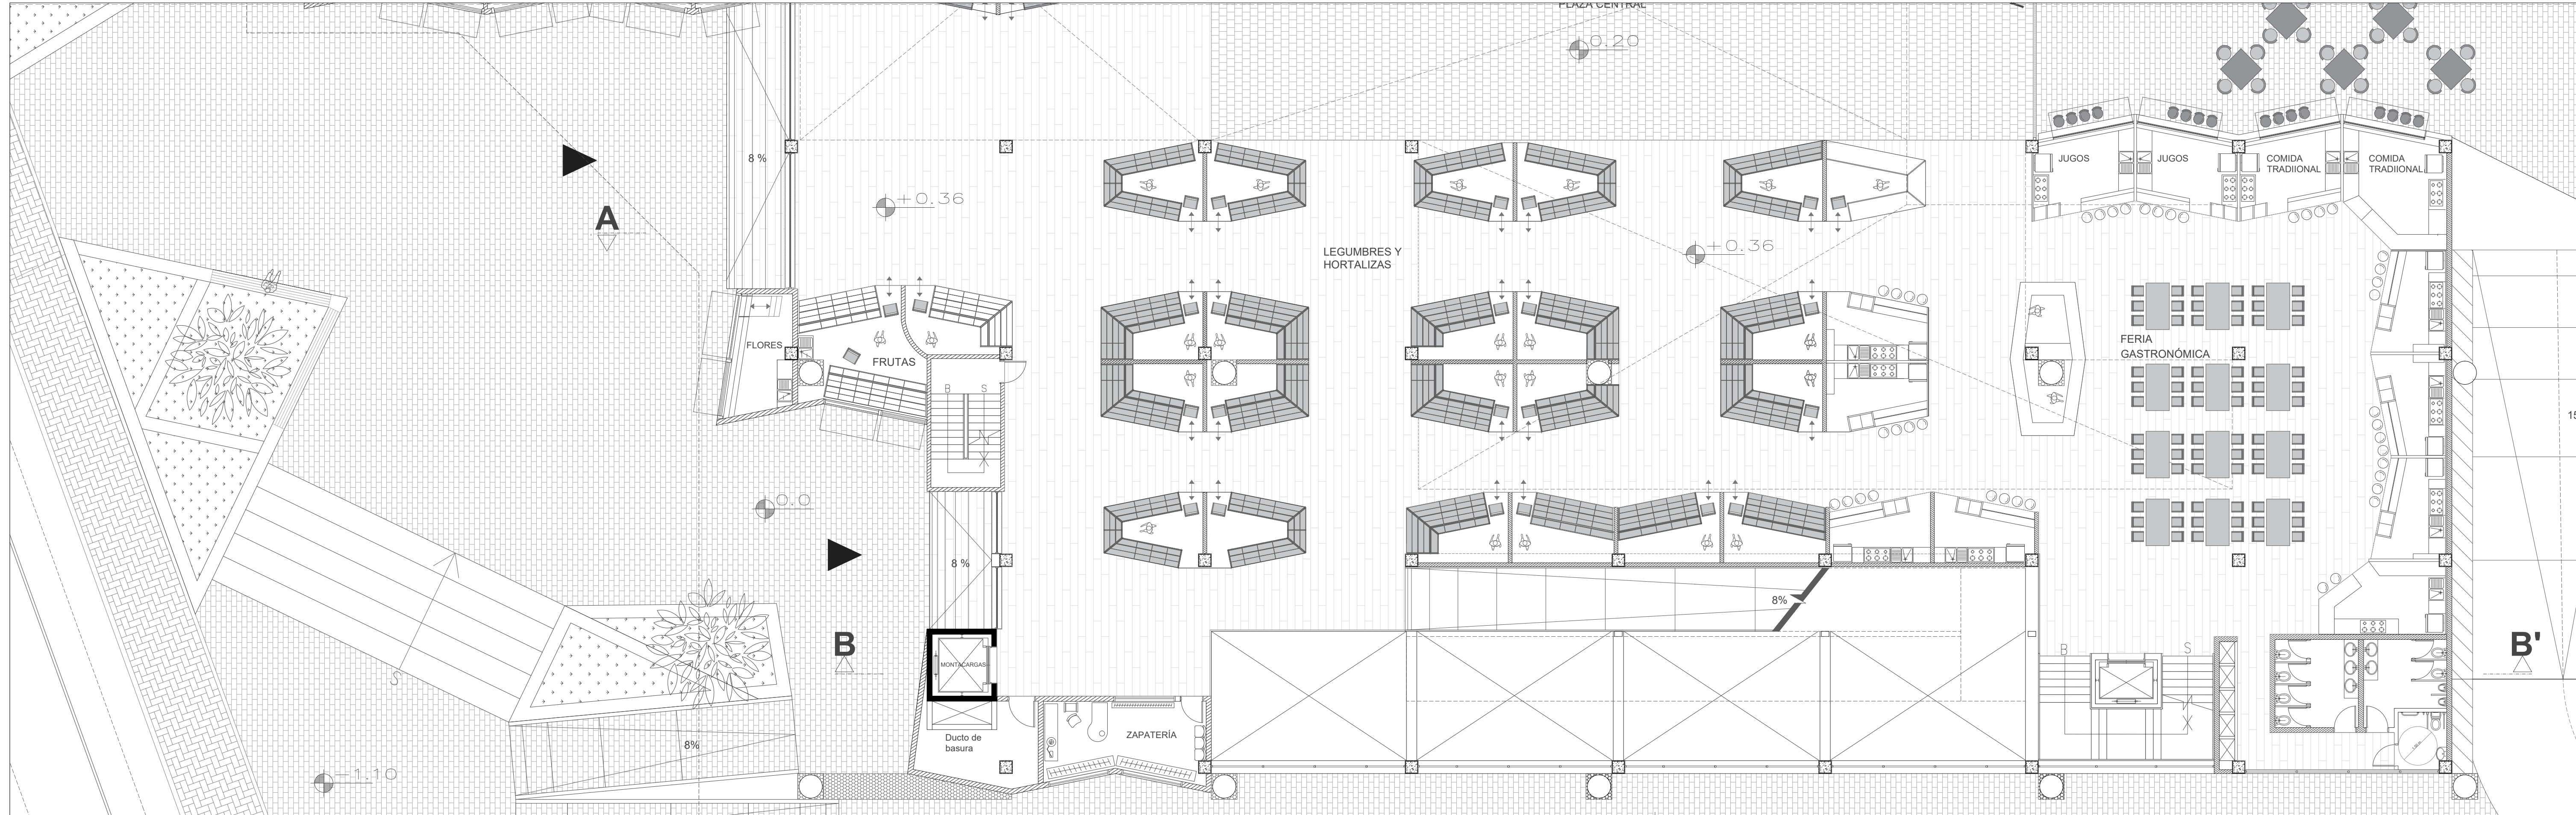 PLAZA CENTRAL
0.20
8 %
JUGOS
JUGOS
COMIDA
TRADIIONAL
COMIDA
TRADIIONAL
+0.36
A
LEGUMBRES Y
HORTALIZAS
+0.36
FLORES
FRUTAS
FERIA
GASTRONÓMICA
B
S
15
0.0
8 %
8%
B
MONTACARGAS
B
S
B'
S
Ducto de
basura
ZAPATERÍA
8%
-1.10